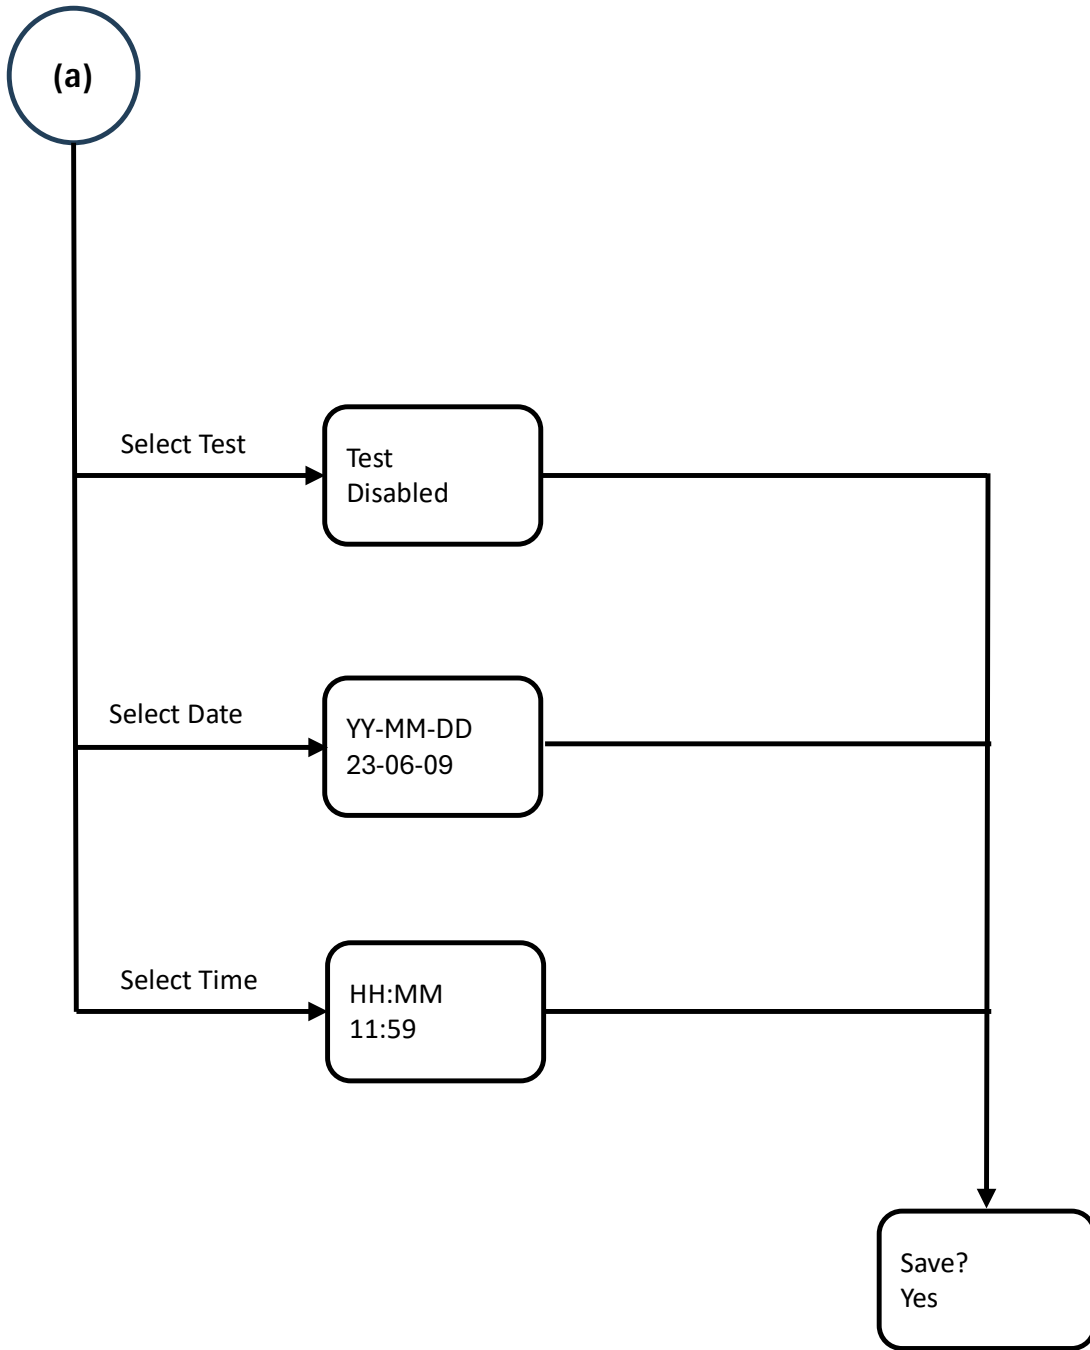 (a)
Select Test
Test
Disabled
Select Date
YY-MM-DD
23-06-09
Select Time
HH:MM
11:59
Save?
Yes